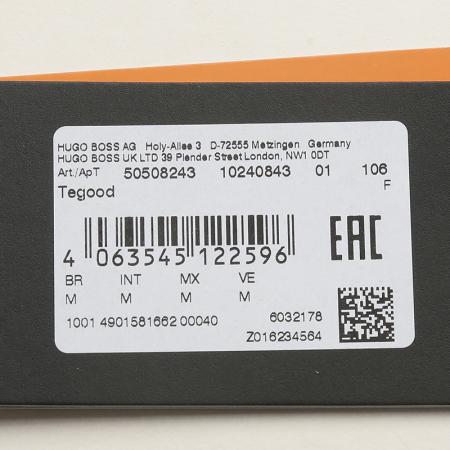 HUGO BOSS AG Holy-Allee 3 D-72555 Metzingen Germany
HUGO BOSS UK LTD 39 Plender Street London, NW1 0DT
Art./ApT 50508243 10240843 01 106
Tegood F
4 063545 122596
EAC
BR INT MX VE
M M M M
1001 4901581662 00040 6032178
Z016234564